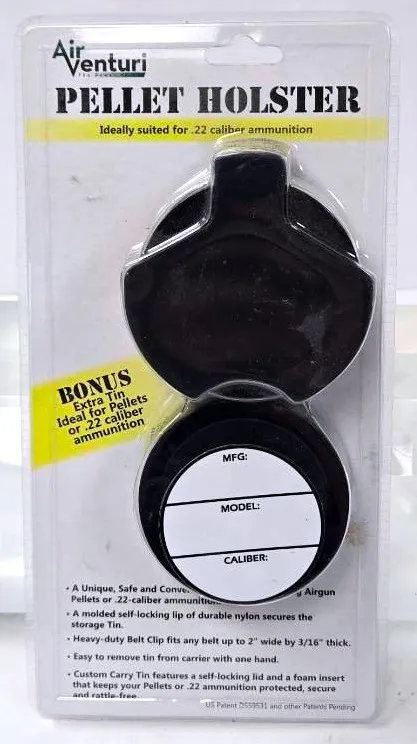 Air
Venturi
PELLET HOLSTER
Ideally suited for .22 caliber ammunition
BONUS
Extra Tin
Ideal for Pellets
or .22 caliber
ammunition
MFG:
MODEL:
CALIBER:
• A Unique, Safe and Airgun
Pellets or .22-caliber
• A molded self-locking lip of durable nylon secures the
storage Tin.
• Heavy-duty Belt Clip fits any belt up to 2" wide by 3/16" thick.
• Easy to remove tin from carrier with one hand.
• Custom Carry Tin features a self-locking lid and a foam insert
that keeps your Pellets or .22 ammunition protected, secure
and rattle-free.
US Patent D559531 and other Patents Pending